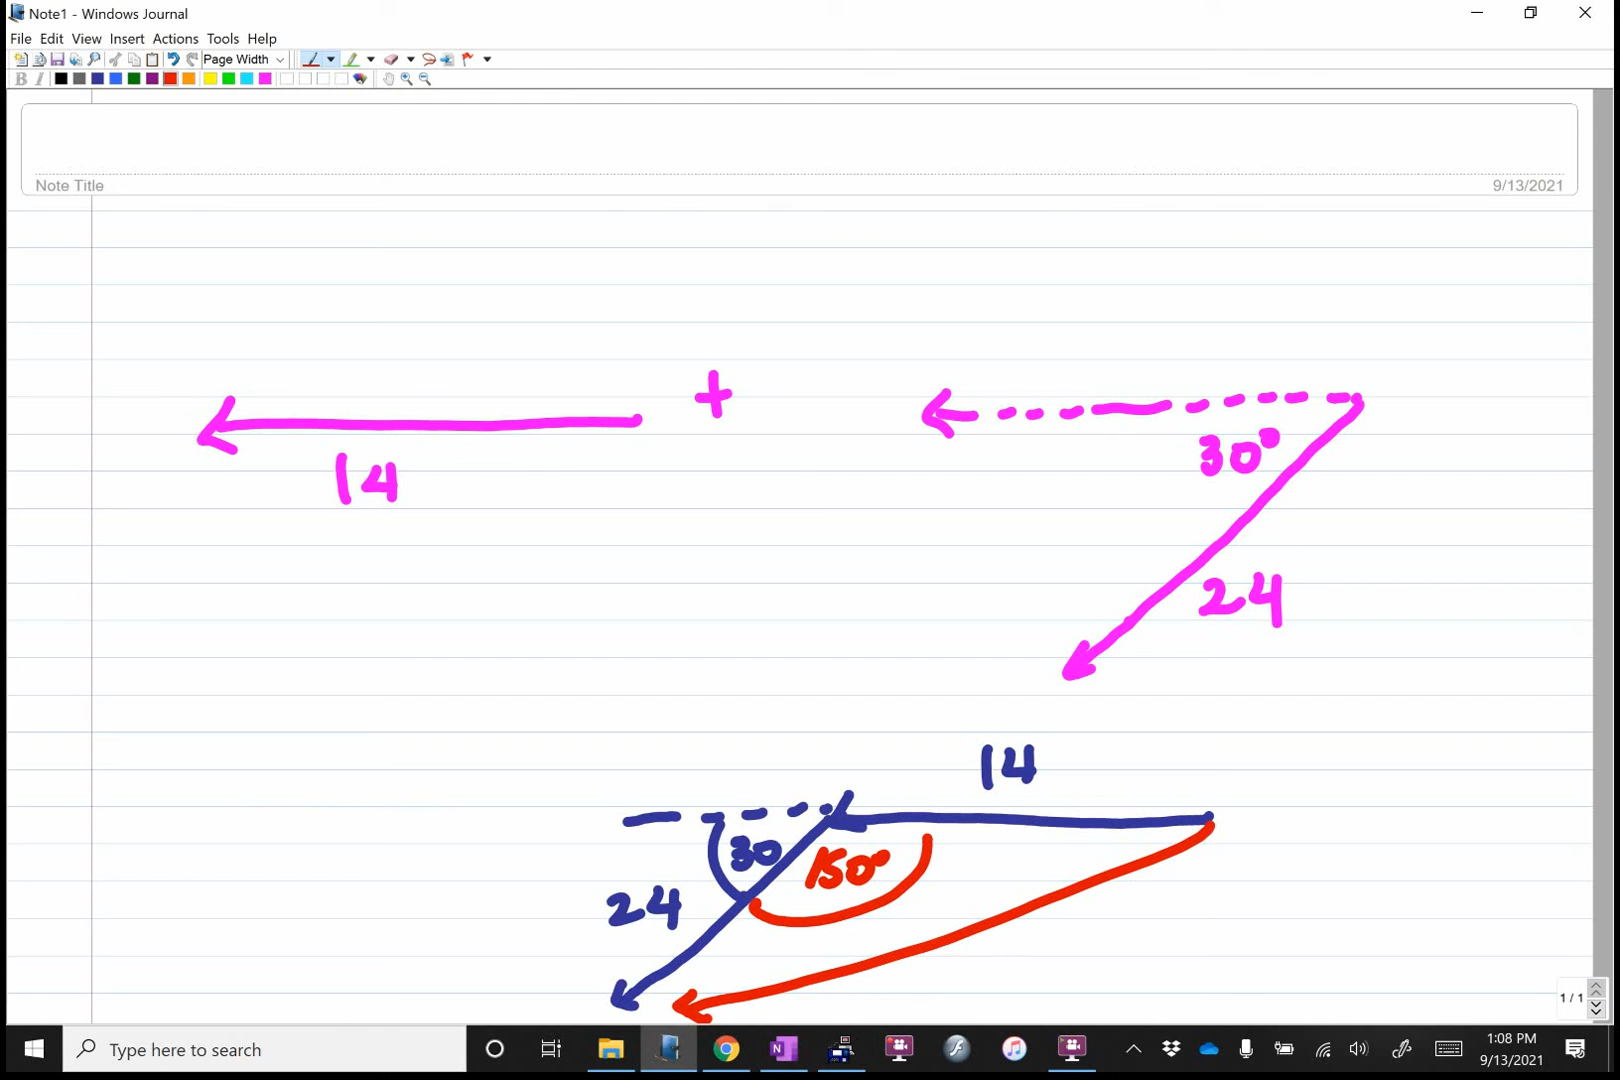 Note1 - Windows Journal
File Edit View Insert Actions Tools Help
Page Width
B I
Note Title
9/13/2021
+
14
30°
24
14
30
150°
24
1 / 1
Type here to search
1:08 PM
9/13/2021